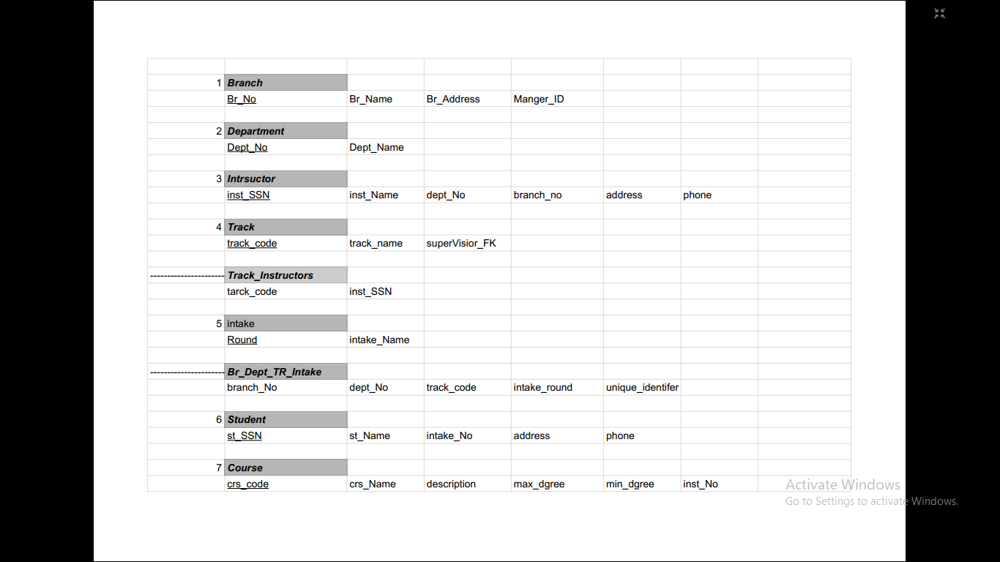 1 Branch
Br_No Br_Name Br_Address Manger_ID
2 Department
Dept_No Dept_Name
3 Intrsuctor
inst_SSN inst_Name dept_No branch_no address phone
4 Track
track_code track_name superVisior_FK
---------------------- Track_Instructors
tarck_code inst_SSN
5 intake
Round intake_Name
---------------------- Br_Dept_TR_Intake
branch_No dept_No track_code intake_round unique_identifer
6 Student
st_SSN st_Name intake_No address phone
7 Course
crs_code crs_Name description max_dgree min_dgree inst_No
Activate Windows
Go to Settings to activate Windows.